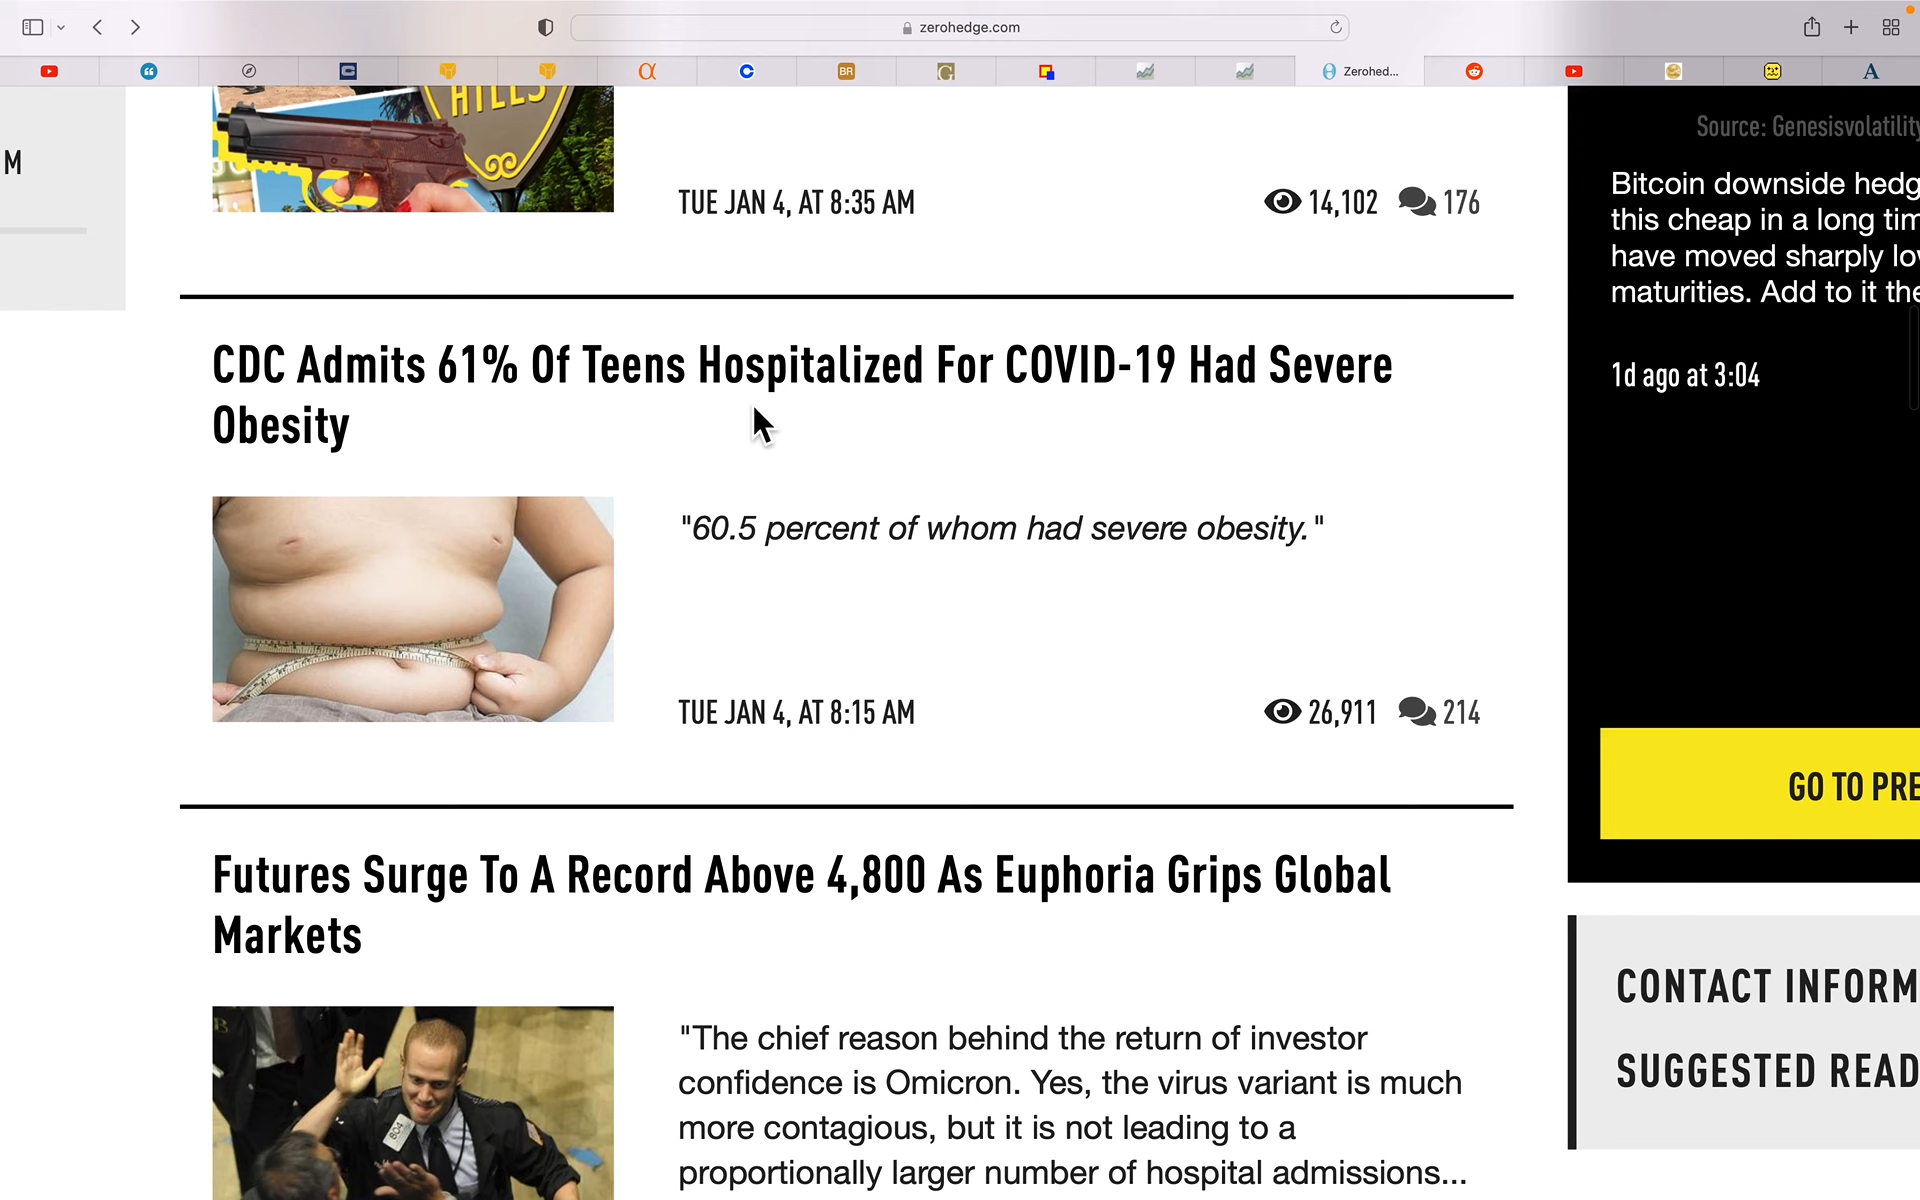 zerohedge.com
BR
G
Zerohed...
A
HILLS
M
TUE JAN 4, AT 8:35 AM
14,102
176
CDC Admits 61% Of Teens Hospitalized For COVID-19 Had Severe
Obesity
"60.5 percent of whom had severe obesity."
TUE JAN 4, AT 8:15 AM
26,911
214
Futures Surge To A Record Above 4,800 As Euphoria Grips Global
Markets
804
"The chief reason behind the return of investor
confidence is Omicron. Yes, the virus variant is much
more contagious, but it is not leading to a
proportionally larger number of hospital admissions...
Source: Genesisvolatility
Bitcoin downside hedg
this cheap in a long tim
have moved sharply lov
maturities. Add to it the
1d ago at 3:04
GO TO PRE
CONTACT INFORM
SUGGESTED READ